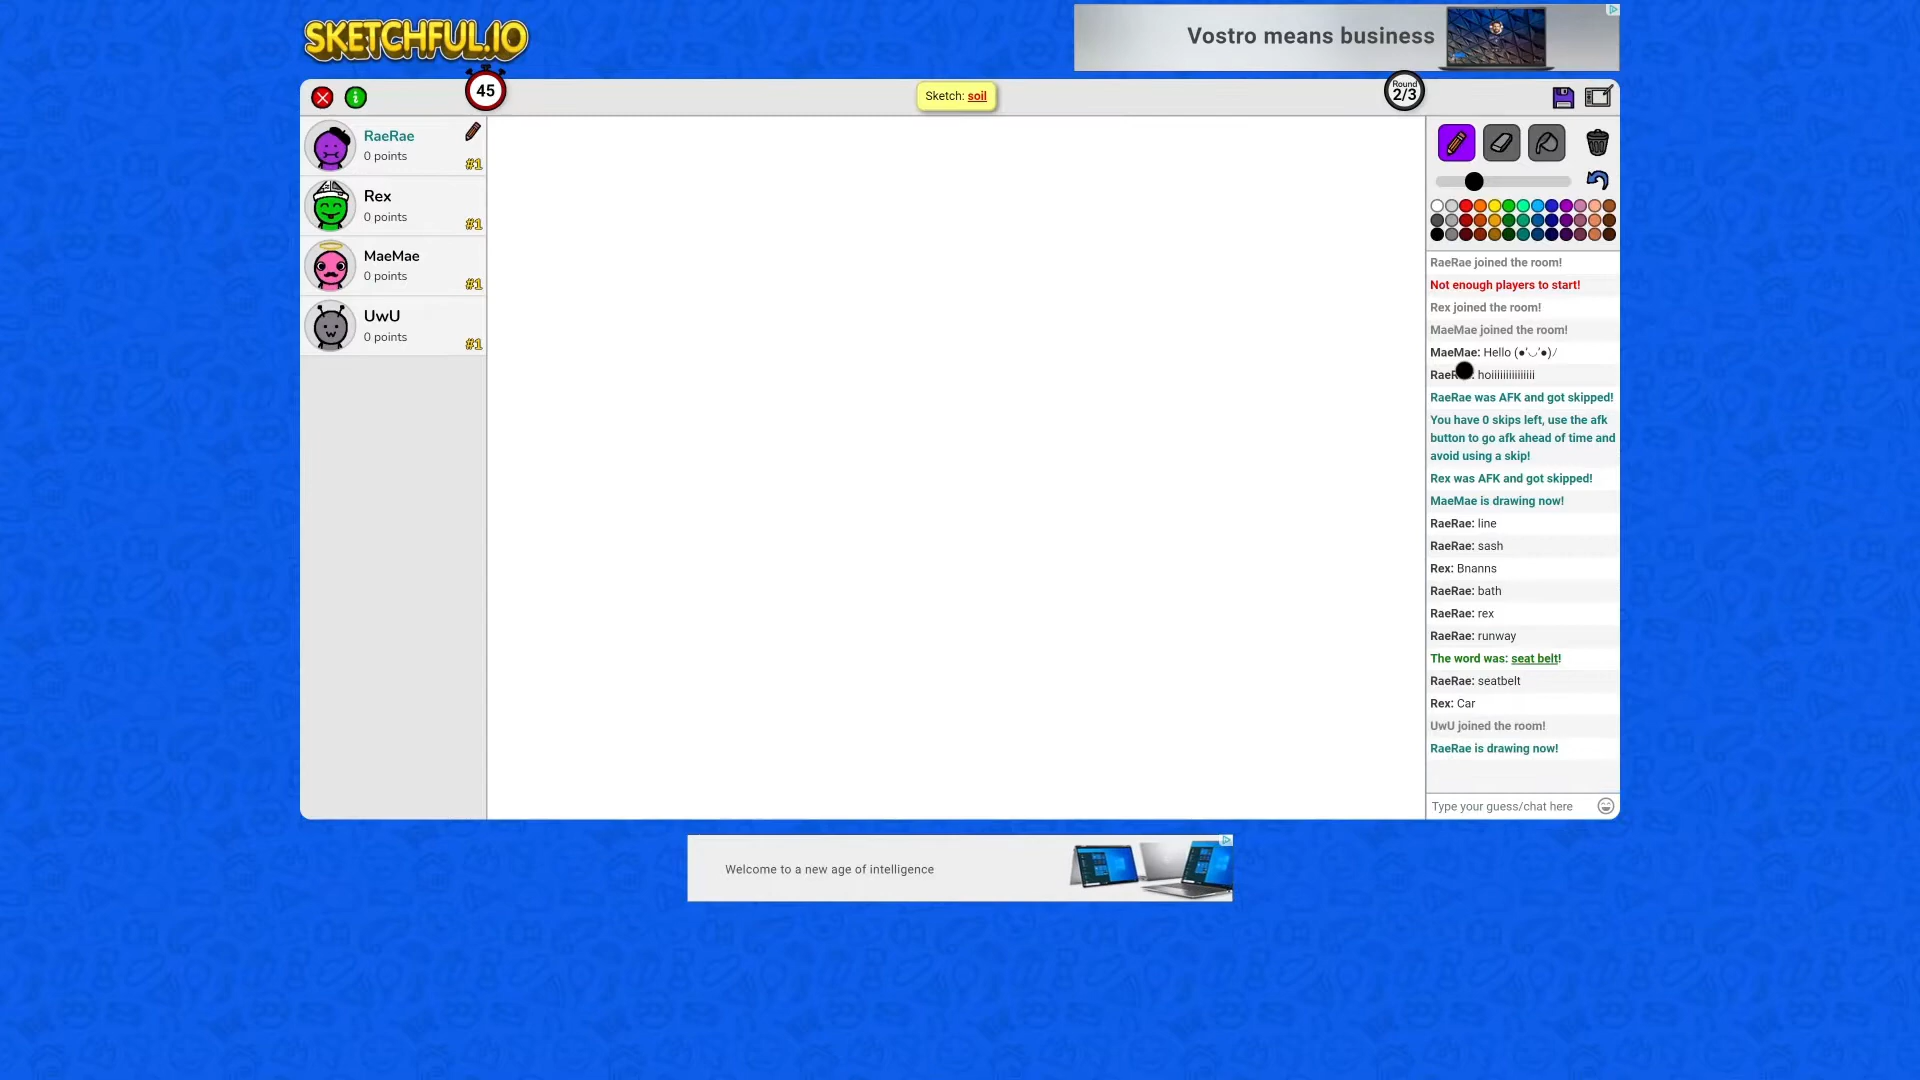 SKETCHFUL.IO
Vostro means business
45
Sketch: soil
Round
2/3
RaeRae
0 points
#1
Rex
0 points
#1
MaeMae
0 points
#1
UwU
0 points
#1
RaeRae joined the room!
Not enough players to start!
Rex joined the room!
MaeMae joined the room!
MaeMae: Hello (●'◡'●)ﾉ
hoiiiiiiiiiiiiii
RaeRae was AFK and got skipped!
You have 0 skips left, use the afk
button to go afk ahead of time and
avoid using a skip!
Rex was AFK and got skipped!
MaeMae is drawing now!
RaeRae: line
RaeRae: sash
Rex: Bnanns
RaeRae: bath
RaeRae: rex
RaeRae: runway
The word was: seat belt!
RaeRae: seatbelt
Rex: Car
UwU joined the room!
RaeRae is drawing now!
Type your guess/chat here
Welcome to a new age of intelligence